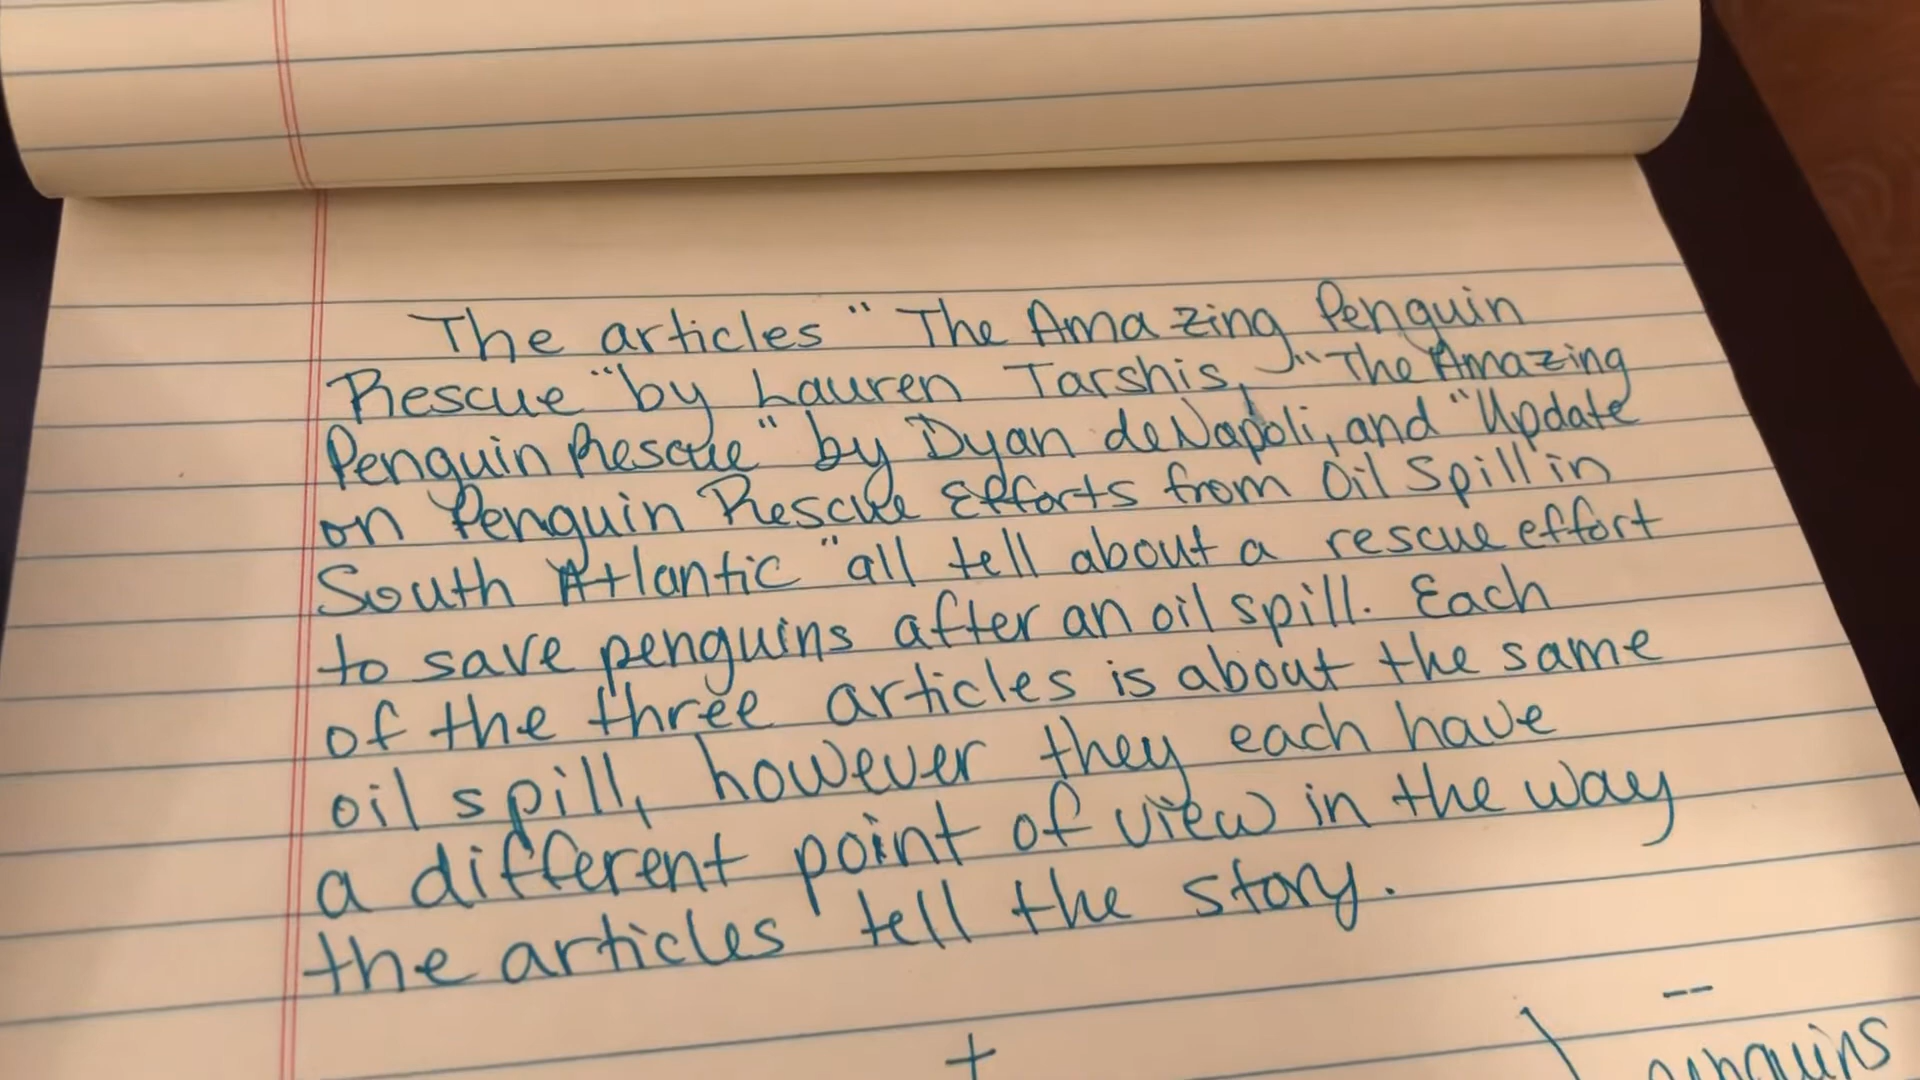 The articles "The Amazing Penguin
Rescue" by Lauren Tarshis, "The Amazing
Penguin Rescue" by Dyan deNapoli, and "Update
on Penguin Rescue Efforts from Oil Spill in
South Atlantic" all tell about a rescue effort
to save penguins after an oil spill. Each
of the three articles is about the same
oil spill, however they each have
a different point of view in the way
the articles tell the story.
penguins